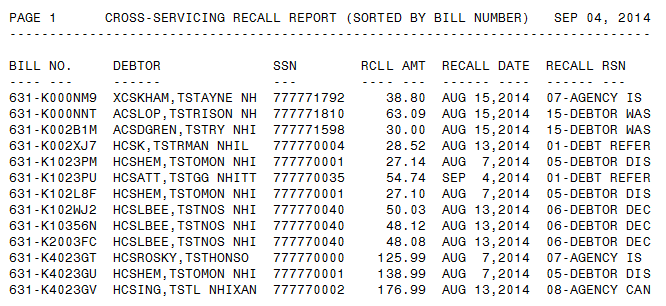 PAGE 1      CROSS-SERVICING RECALL REPORT (SORTED BY BILL NUMBER)   SEP 04, 2014
--------------------------------------------------------------------------------
BILL NO.     DEBTOR              SSN        RCLL AMT  RECALL DATE  RECALL RSN
---- ---     ------              ---        ---- ---  ------ ----  ------ ---
631-K000NM9  XCSKHAM,TSTAYNE NH  777771792     38.80  AUG 15,2014  07-AGENCY IS
631-K000NNT  ACSLOP,TSTRISON NH  777771810     63.09  AUG 15,2014  15-DEBTOR WAS
631-K002B1M  ACSDGREN,TSTRY NHI  777771598     30.00  AUG 15,2014  15-DEBTOR WAS
631-K002XJ7  HCSK,TSTRMAN NHIL   777770004     28.52  AUG 13,2014  01-DEBT REFER
631-K1023PM  HCSHEM,TSTOMON NHI  777770001     27.14  AUG  7,2014  05-DEBTOR DIS
631-K1023PU  HCSATT,TSTGG NHITT  777770035     54.74  SEP  4,2014  01-DEBT REFER
631-K102L8F  HCSHEM,TSTOMON NHI  777770001     27.10  AUG  7,2014  05-DEBTOR DIS
631-K102WJ2  HCSLBEE,TSTNOS NHI  777770040     50.03  AUG 13,2014  06-DEBTOR DEC
631-K10356N  HCSLBEE,TSTNOS NHI  777770040     48.12  AUG 13,2014  06-DEBTOR DEC
631-K2003FC  HCSLBEE,TSTNOS NHI  777770040     48.08  AUG 13,2014  06-DEBTOR DEC
631-K4023GT  HCSROSKY,TSTHONSO   777770000    125.99  AUG  7,2014  07-AGENCY IS
631-K4023GU  HCSHEM,TSTOMON NHI  777770001    138.99  AUG  7,2014  05-DEBTOR DIS
631-K4023GV  HCSING,TSTL NHIXAN  777770002    176.99  AUG 13,2014  08-AGENCY CAN